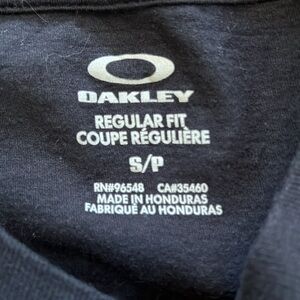 OAKLEY
REGULAR FIT
COUPE RÉGULIÈRE
S/P
RN#96548 CA#35460
MADE IN HONDURAS
FABRIQUÉ AU HONDURAS